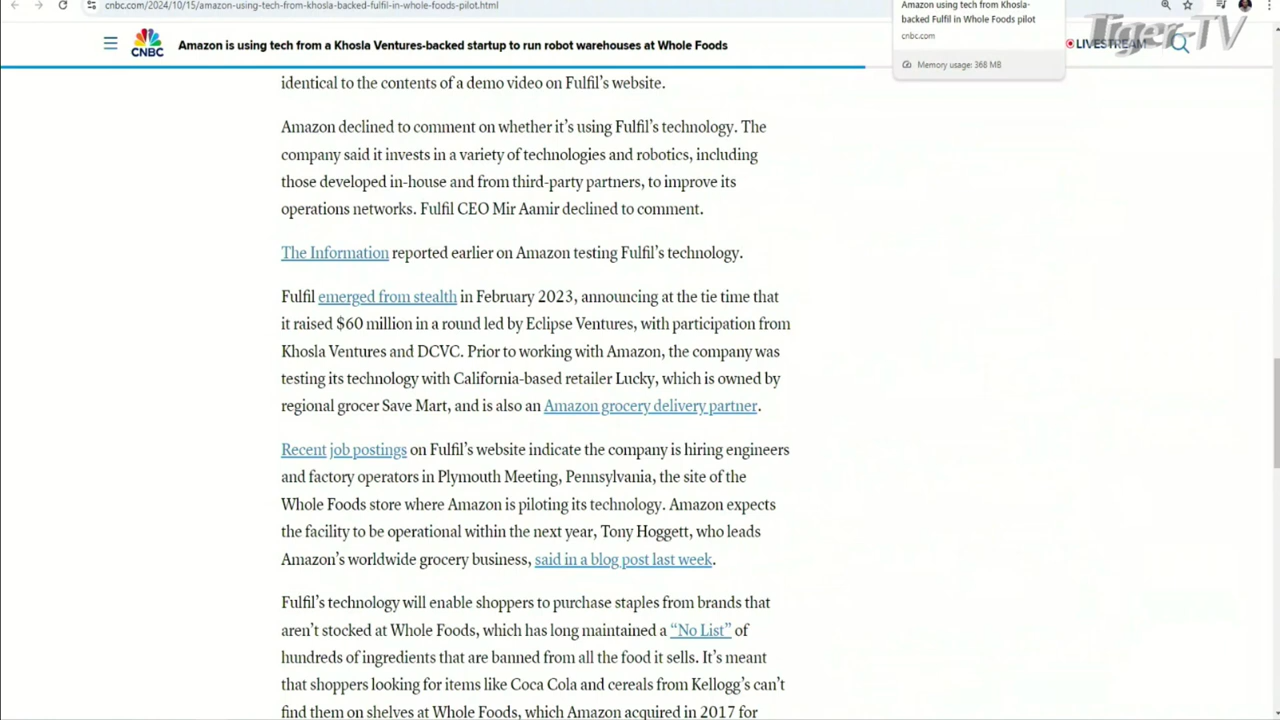 cnbc.com/2024/10/15/amazon-using-tech-from-khosla-backed-fulfil-in-whole-foods-pilot.html
Amazon using tech from Khosla-
backed Fulfil in Whole Foods pilot
cnbc.com
Memory usage: 368 MB
CNBC
Amazon is using tech from a Khosla Ventures-backed startup to run robot warehouses at Whole Foods
LIVESTREAM
Tiger-TV
identical to the contents of a demo video on Fulfil's website.
Amazon declined to comment on whether it's using Fulfil's technology. The
company said it invests in a variety of technologies and robotics, including
those developed in-house and from third-party partners, to improve its
operations networks. Fulfil CEO Mir Aamir declined to comment.
The Information reported earlier on Amazon testing Fulfil's technology.
Fulfil emerged from stealth in February 2023, announcing at the tie time that
it raised $60 million in a round led by Eclipse Ventures, with participation from
Khosla Ventures and DCVC. Prior to working with Amazon, the company was
testing its technology with California-based retailer Lucky, which is owned by
regional grocer Save Mart, and is also an Amazon grocery delivery partner.
Recent job postings on Fulfil's website indicate the company is hiring engineers
and factory operators in Plymouth Meeting, Pennsylvania, the site of the
Whole Foods store where Amazon is piloting its technology. Amazon expects
the facility to be operational within the next year, Tony Hoggett, who leads
Amazon's worldwide grocery business, said in a blog post last week.
Fulfil's technology will enable shoppers to purchase staples from brands that
aren't stocked at Whole Foods, which has long maintained a “No List” of
hundreds of ingredients that are banned from all the food it sells. It's meant
that shoppers looking for items like Coca Cola and cereals from Kellogg's can't
find them on shelves at Whole Foods, which Amazon acquired in 2017 for